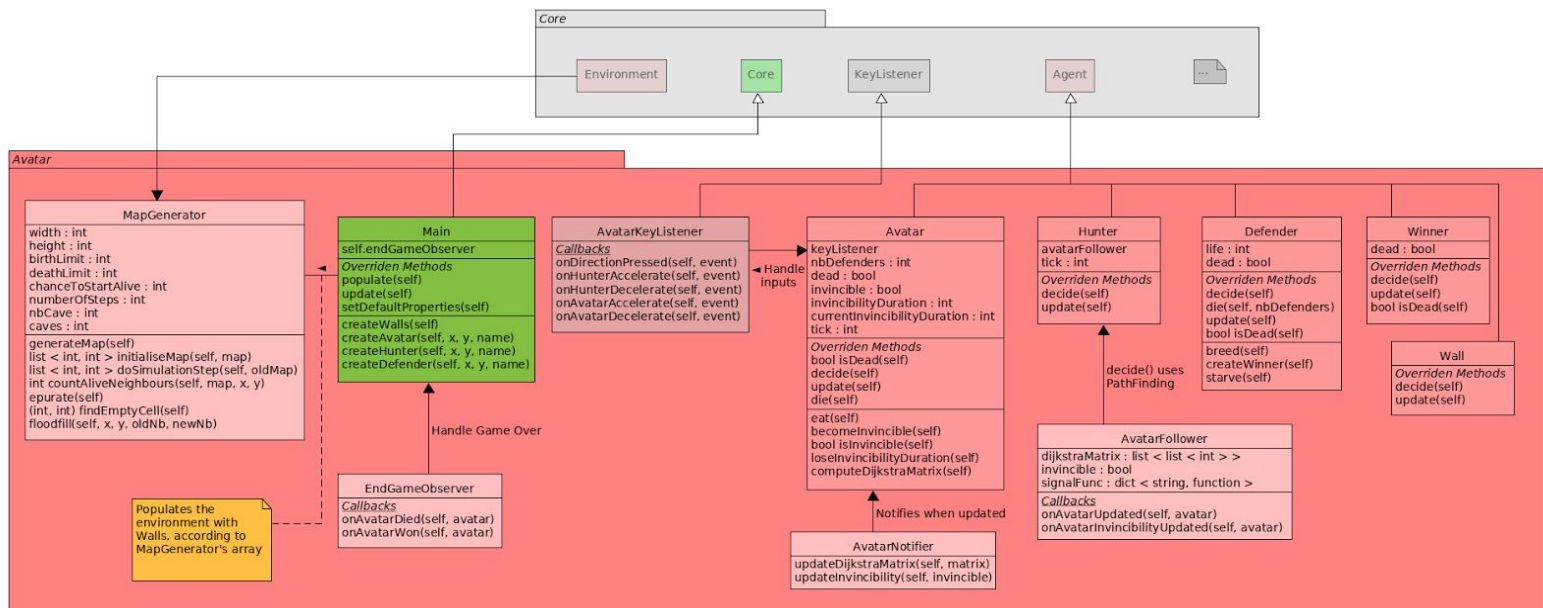 Core
Environment
Core
KeyListener
Agent
...
Avatar
MapGenerator
width : int
height : int
birthLimit : int
deathLimit : int
chanceToStartAlive : int
numberOfSteps : int
nbCave : int
caves : int
generateMap(self)
list < int, int > initialiseMap(self, map)
list < int, int > doSimulationStep(self, oldMap)
int countAliveNeighbours(self, map, x, y)
epurate(self)
(int, int) findEmptyCell(self)
floodfill(self, x, y, oldNb, newNb)
Main
self.endGameObserver
Overriden Methods
populate(self)
update(self)
setDefaultProperties(self)
createWalls(self)
createAvatar(self, x, y, name)
createHunter(self, x, y, name)
createDefender(self, x, y, name)
Handle Game Over
EndGameObserver
Callbacks
onAvatarDied(self, avatar)
onAvatarWon(self, avatar)
Populates the
environment with
Walls, according to
MapGenerator's array
AvatarKeyListener
Callbacks
onDirectionPressed(self, event)
onHunterAccelerate(self, event)
onHunterDecelerate(self, event)
onAvatarAccelerate(self, event)
onAvatarDecelerate(self, event)
Handle
inputs
Avatar
keyListener
nbDefenders : int
dead : bool
invincible : bool
invincibilityDuration : int
currentInvincibilityDuration : int
tick : int
Overriden Methods
bool isDead(self)
decide(self)
update(self)
die(self)
eat(self)
becomeInvincible(self)
bool isInvincible(self)
loseInvincibilityDuration(self)
computeDijkstraMatrix(self)
Notifies when updated
AvatarNotifier
updateDijkstraMatrix(self, matrix)
updateInvincibility(self, invincible)
Hunter
avatarFollower
tick : int
Overriden Methods
decide(self)
update(self)
decide() uses
PathFinding
AvatarFollower
dijkstraMatrix : list < list < int > >
invincible : bool
signalFunc : dict < string, function >
Callbacks
onAvatarUpdated(self, avatar)
onAvatarInvincibilityUpdated(self, avatar)
Defender
life : int
dead : bool
Overriden Methods
decide(self)
die(self, nbDefenders)
update(self)
bool isDead(self)
breed(self)
createWinner(self)
starve(self)
Winner
dead : bool
Overriden Methods
decide(self)
update(self)
bool isDead(self)
Wall
Overriden Methods
decide(self)
update(self)